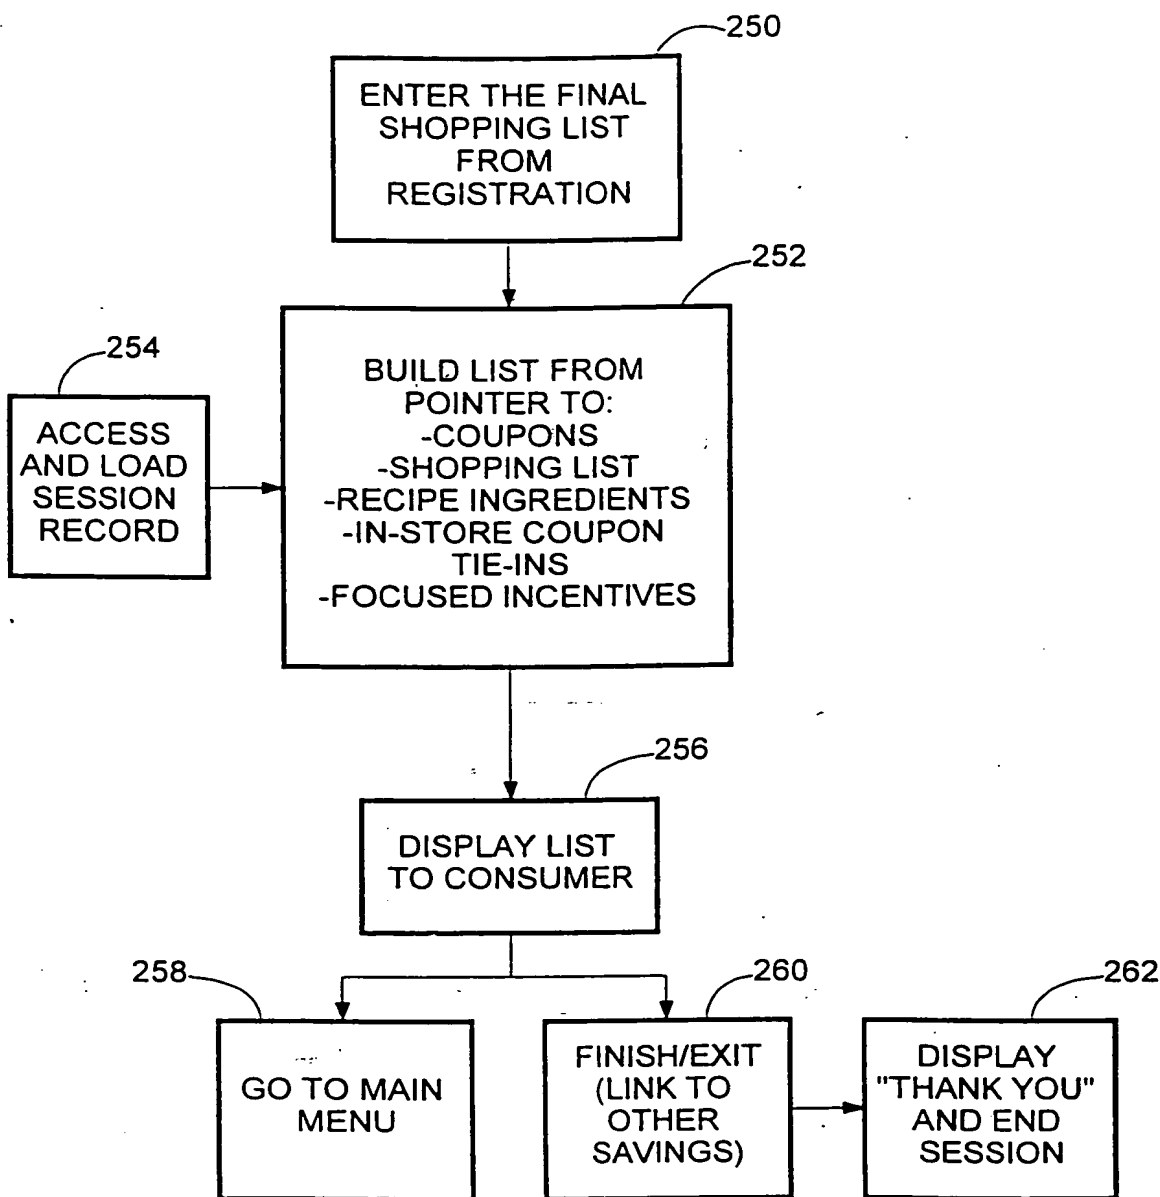 250
ENTER THE FINAL
SHOPPING LIST
FROM
REGISTRATION
252
BUILD LIST FROM
POINTER TO:
-COUPONS
-SHOPPING LIST
-RECIPE INGREDIENTS
-IN-STORE COUPON
TIE-INS
-FOCUSED INCENTIVES
254
ACCESS
AND LOAD
SESSION
RECORD
256
DISPLAY LIST
TO CONSUMER
258
GO TO MAIN
MENU
260
FINISH/EXIT
(LINK TO
OTHER
SAVINGS)
262
DISPLAY
"THANK YOU"
AND END
SESSION